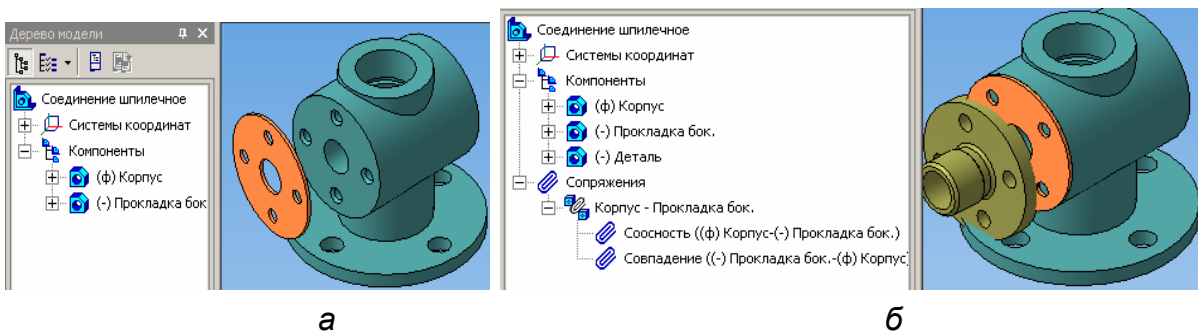 Дерево модели
Соединение шпилечное
Системы координат
Компоненты
(ф) Корпус
(-) Прокладка бок
Соединение шпилечное
Системы координат
Компоненты
(ф) Корпус
(-) Прокладка бок.
(-) Деталь
Сопряжения
Корпус - Прокладка бок.
Соосность ((ф) Корпус-(-) Прокладка бок.)
Совпадение ((-) Прокладка бок.-(ф) Корпус)
а
б